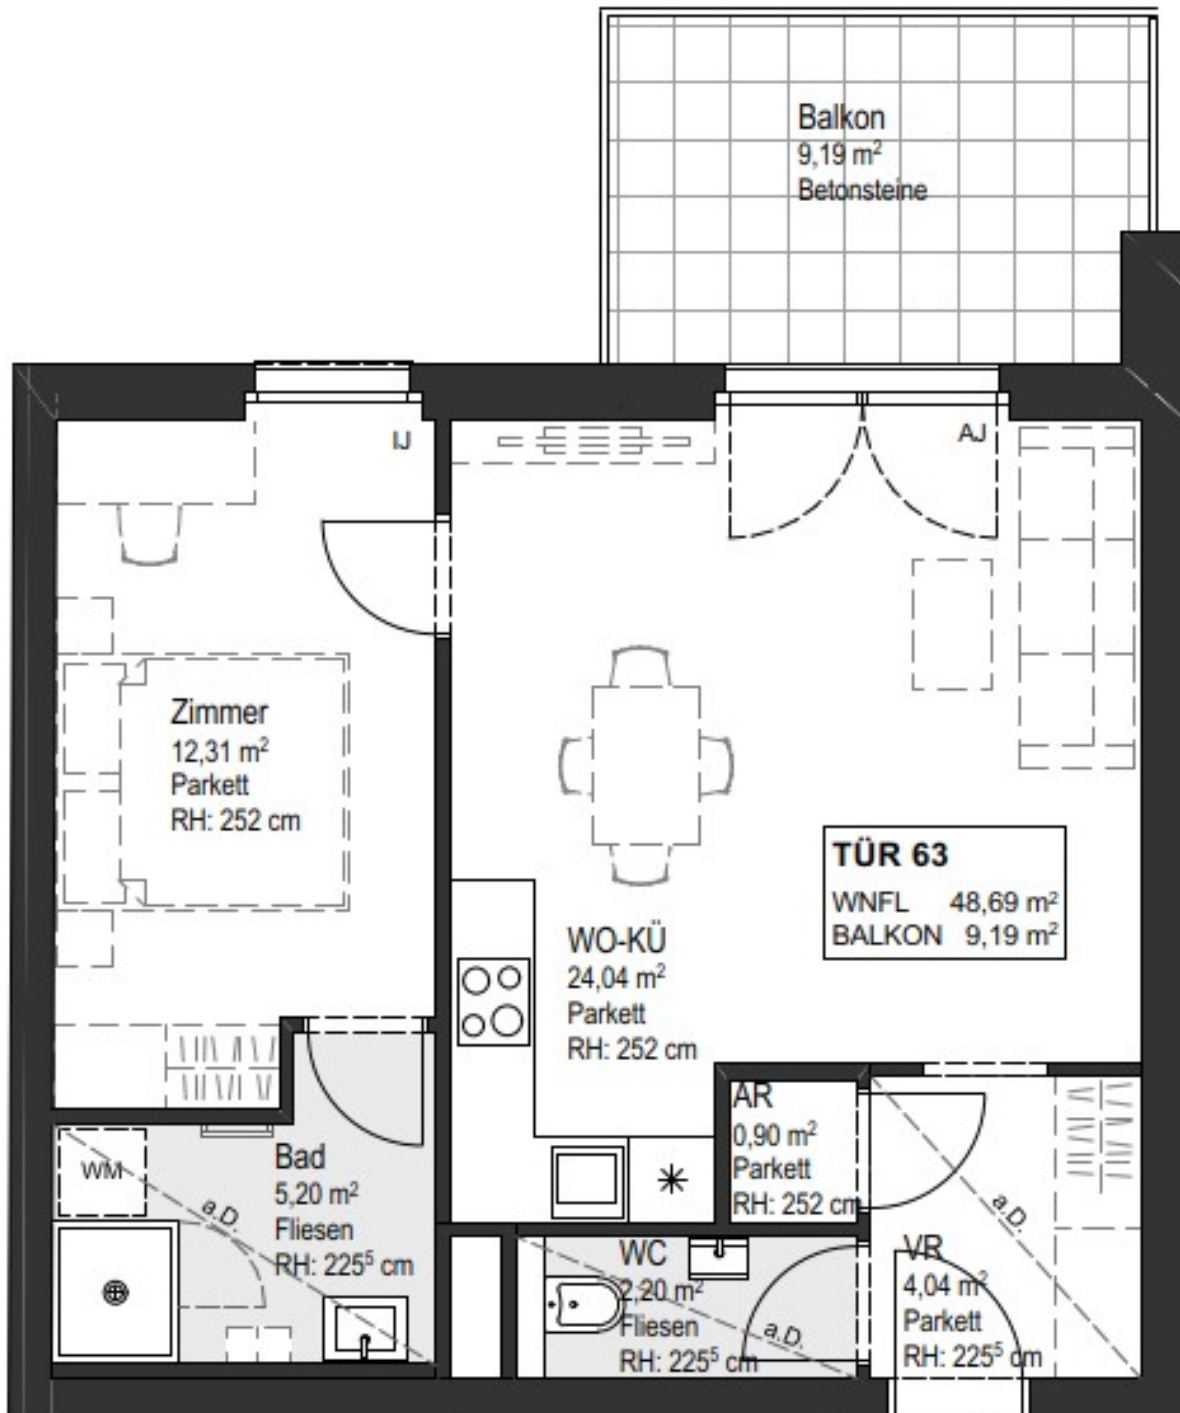 Balkon
9,19 m²
Betonsteine
IJ
AJ
Zimmer
12,31 m²
Parkett
RH: 252 cm
TÜR 63
WNFL 48,69 m²
BALKON 9,19 m²
WO-KÜ
24,04 m²
Parkett
RH: 252 cm
AR
0,90 m²
Parkett
RH: 252 cm
WM
Bad
5,20 m²
Fliesen
RH: 225⁵ cm
a.D.
WC
2,20 m²
Fliesen
RH: 225⁵ cm
a.D.
VR
4,04 m²
Parkett
RH: 225⁵ cm
a.D.